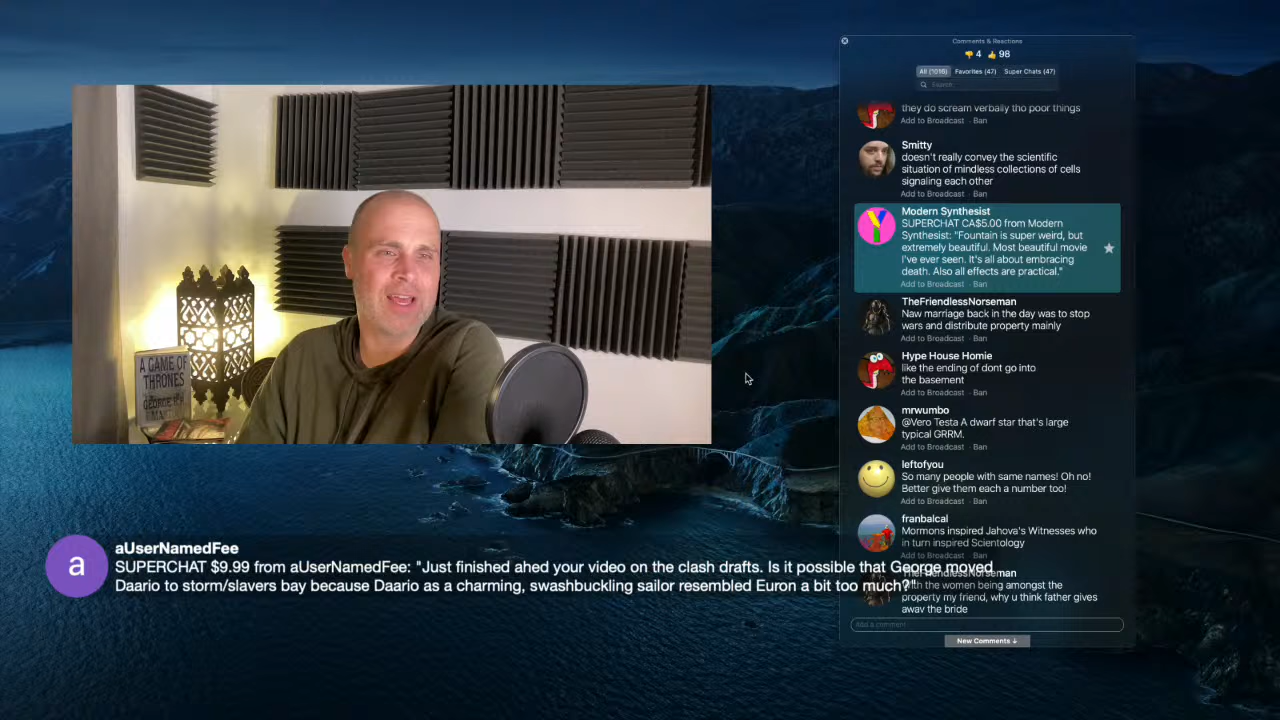 Comments & Reactions
👎 4 👍 98
All (1016) Favorites (47) Super Chats (47)
Search
they do scream verbally tho poor things
Add to Broadcast · Ban
Smitty
doesn't really convey the scientific
situation of mindless collections of cells
signaling each other
Add to Broadcast · Ban
Modern Synthesist
SUPERCHAT CA$5.00 from Modern
Synthesist: "Fountain is super weird, but
extremely beautiful. Most beautiful movie
I've ever seen. It's all about embracing
death. Also all effects are practical."
Add to Broadcast · Ban
TheFriendlessNorseman
Naw marriage back in the day was to stop
wars and distribute property mainly
Add to Broadcast · Ban
Hype House Homie
like the ending of dont go into
the basement
Add to Broadcast · Ban
mrwumbo
@Vero Testa A dwarf star that's large
typical GRRM.
Add to Broadcast · Ban
leftofyou
So many people with same names! Oh no!
Better give them each a number too!
Add to Broadcast · Ban
franbalcal
Mormons inspired Jahova's Witnesses who
in turn inspired Scientology
Add to Broadcast · Ban
TheFriendlessNorseman
with the women being amongst the
property my friend, why u think father gives
away the bride
Add a comment
New Comments ↓
A GAME OF
THRONES
GEORGE R.R.
a
aUserNamedFee
SUPERCHAT $9.99 from aUserNamedFee: "Just finished ahed your video on the clash drafts. Is it possible that George moved
Daario to storm/slavers bay because Daario as a charming, swashbuckling sailor resembled Euron a bit too much?"